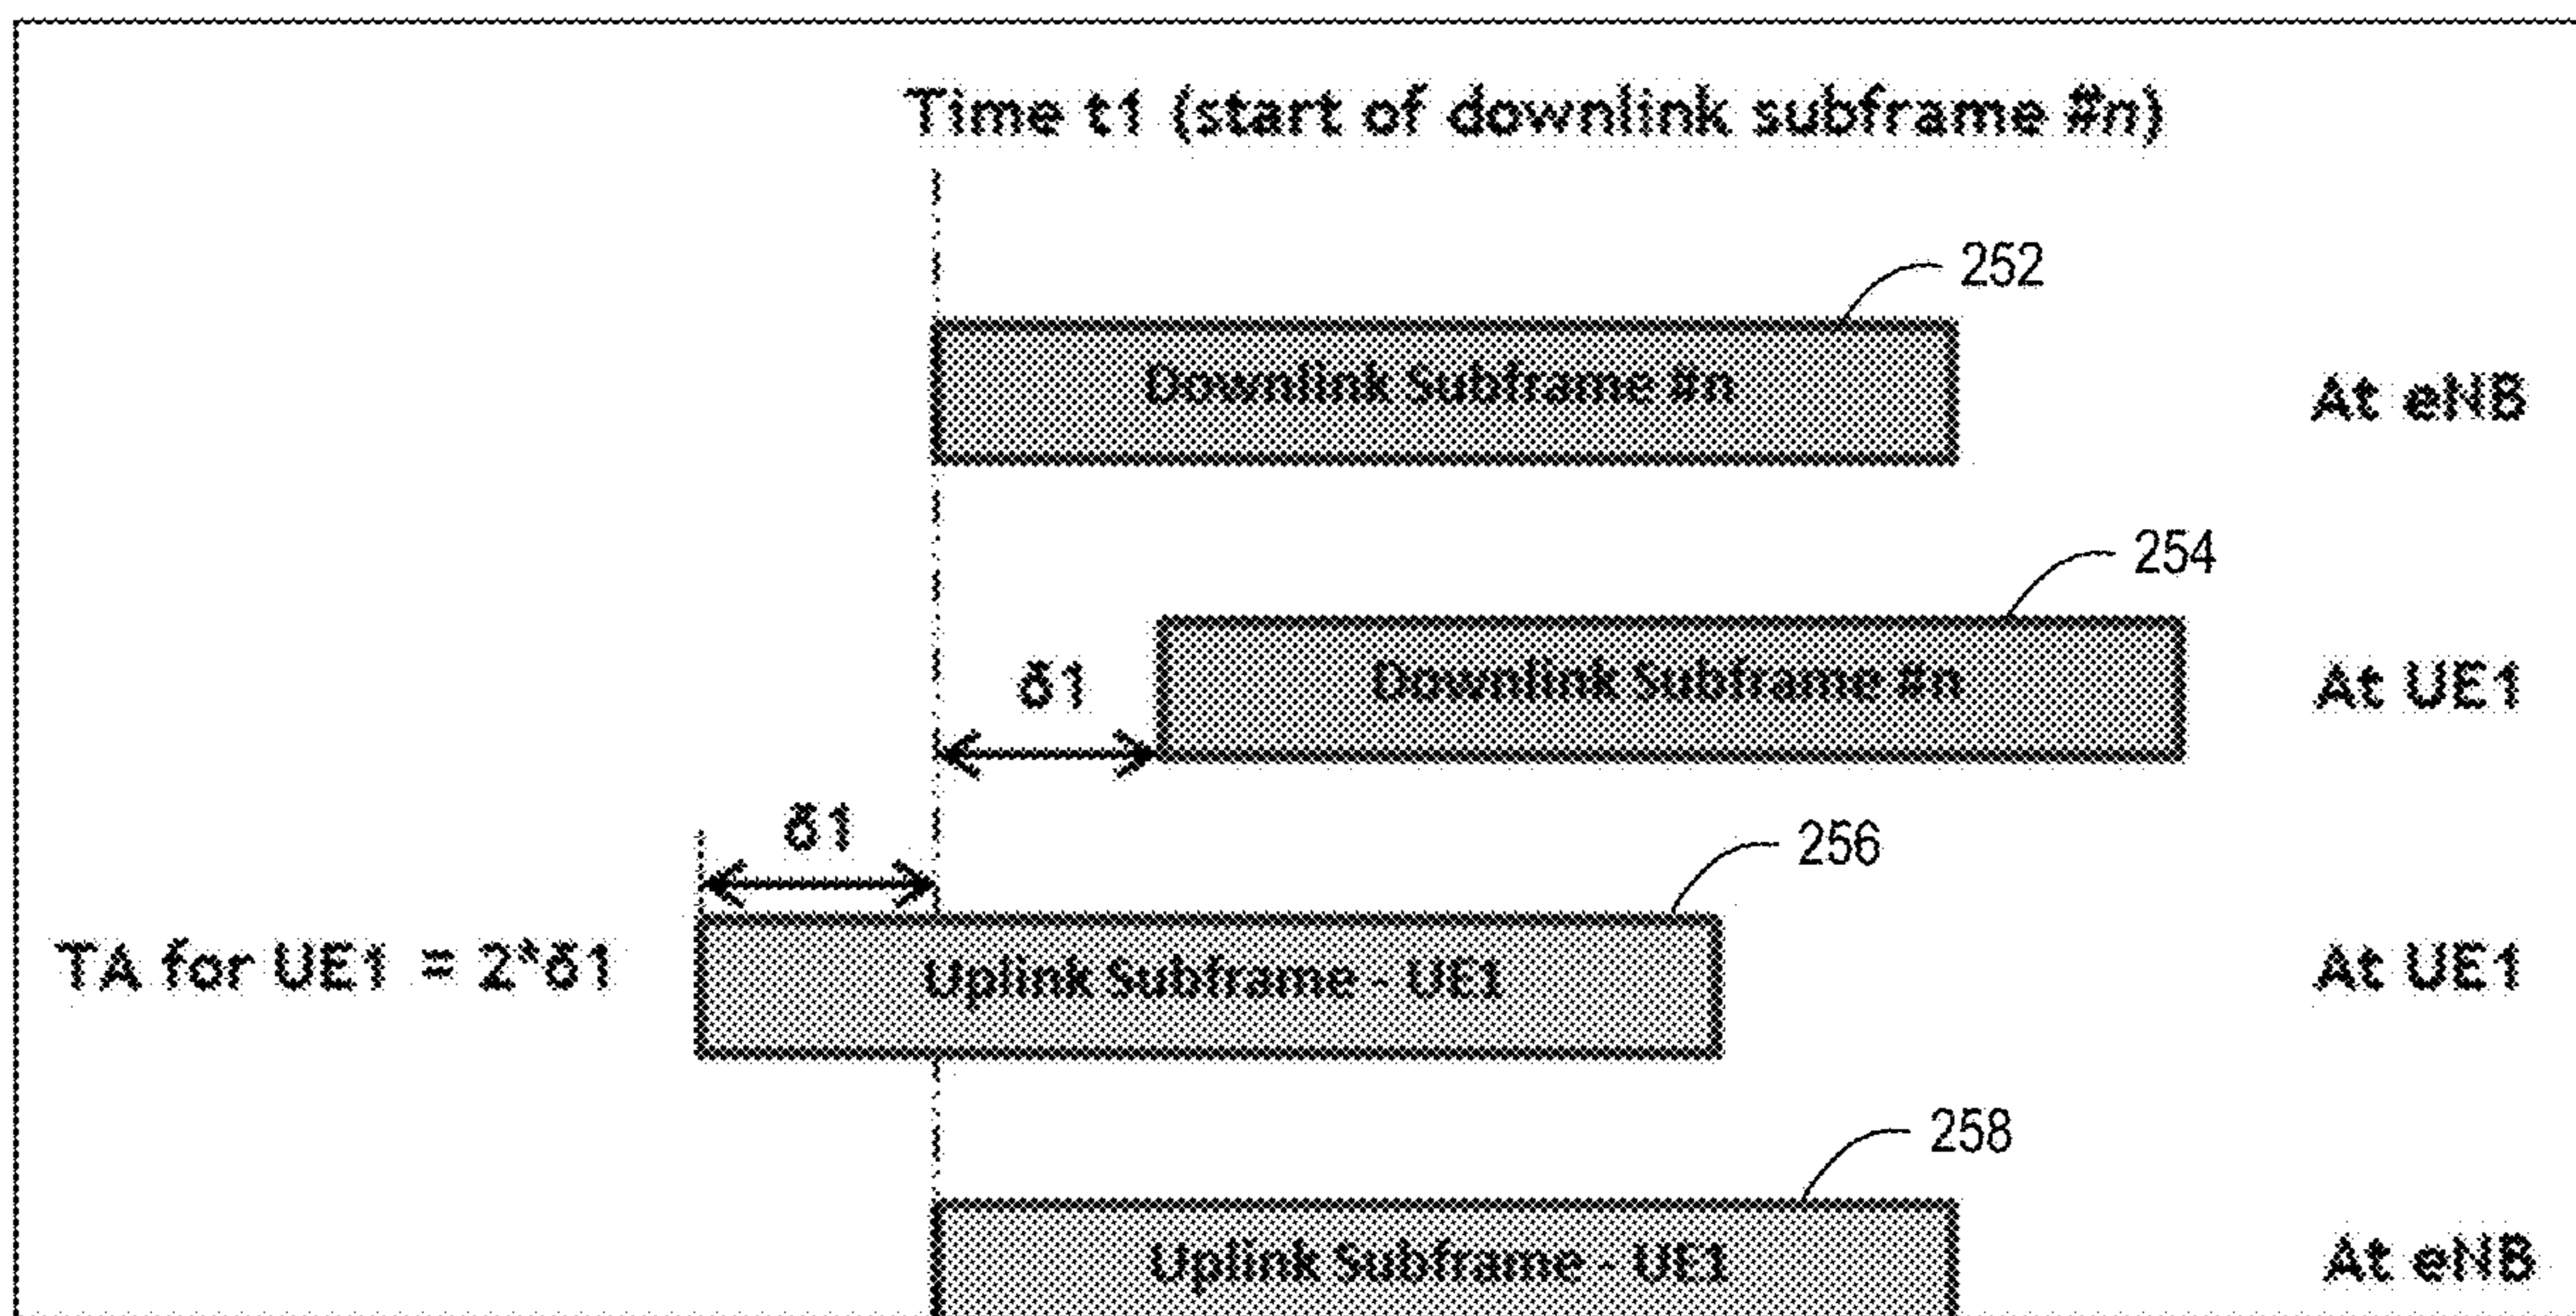 Time t1 (start of downlink subframe #n)
252
Downlink Subframe #n
At eNB
254
Downlink Subframe #n
At UE1
δ1
δ1
256
TA for UE1 = 2*δ1
Uplink Subframe - UE1
At UE1
258
Uplink Subframe - UE1
At eNB